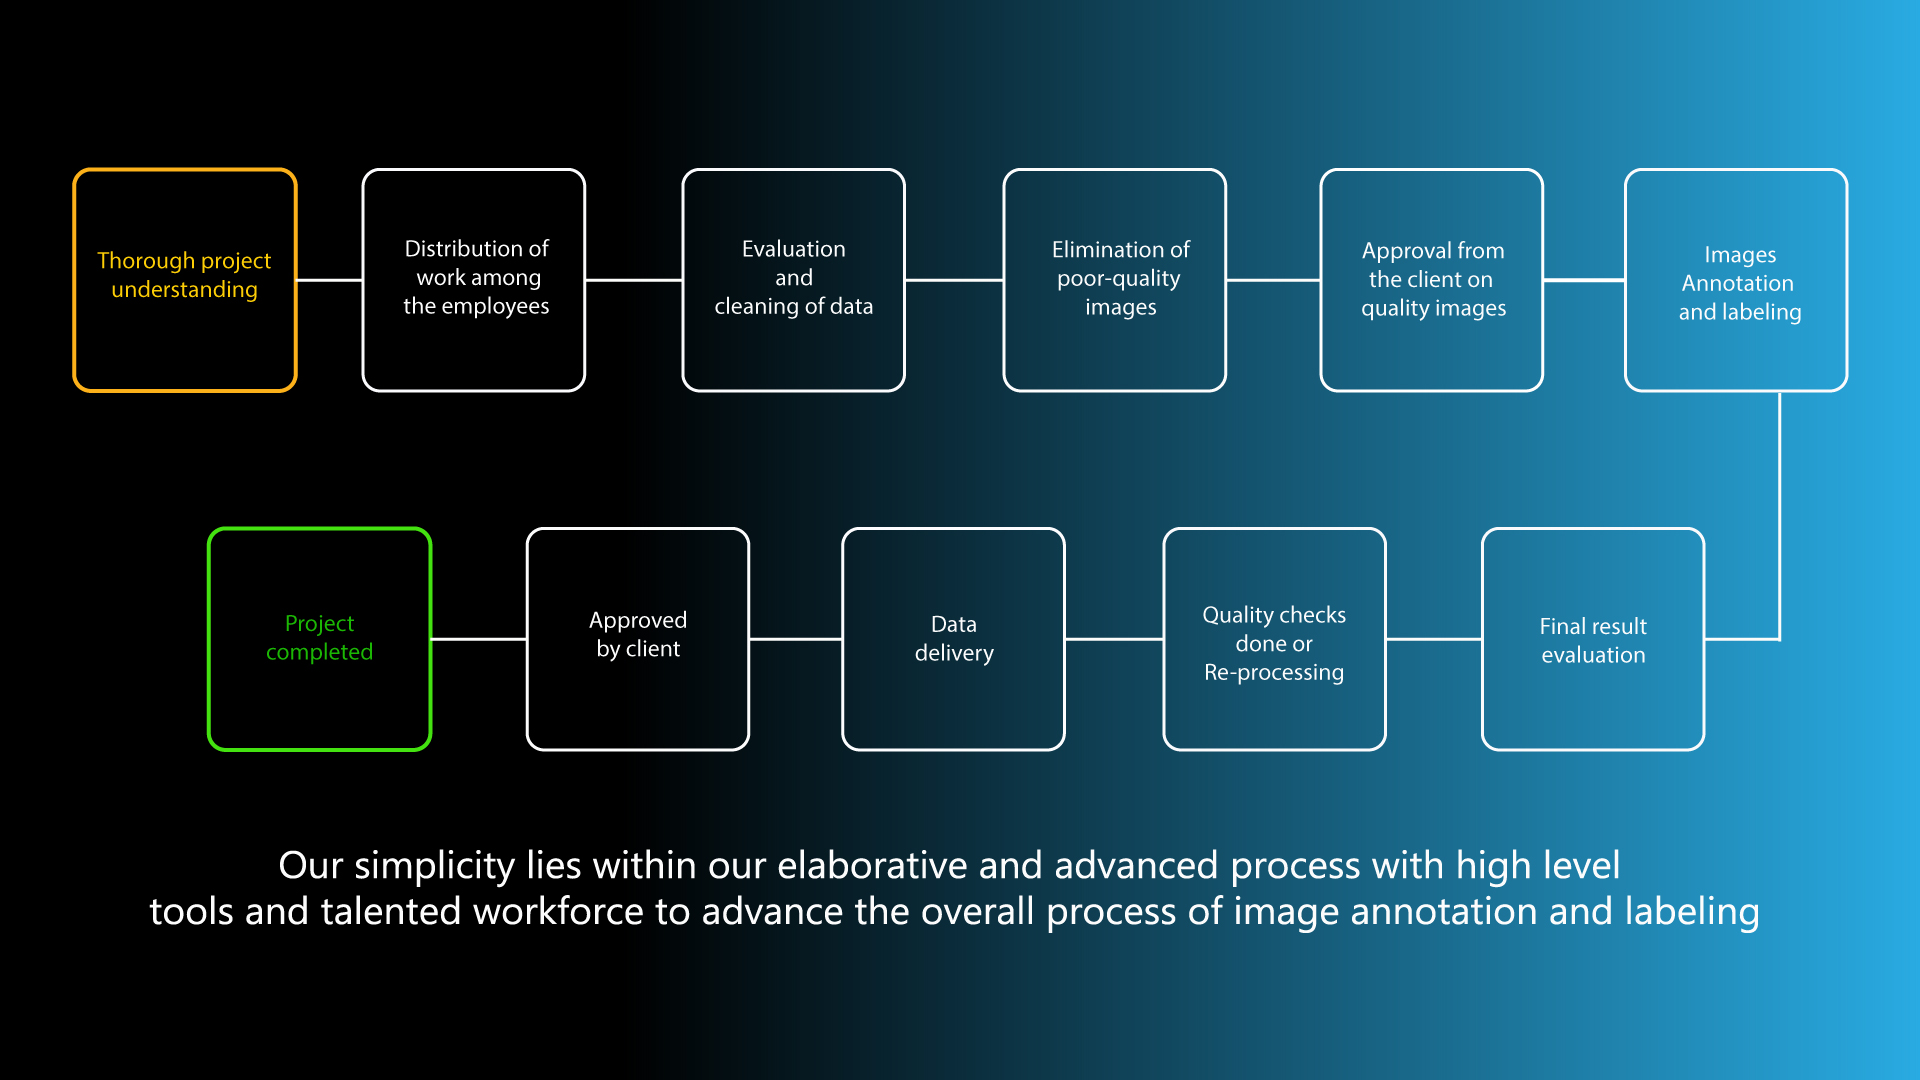 Thorough project
understanding
Distribution of
work among
the employees
Evaluation
and
cleaning of data
Elimination of
poor-quality
images
Approval from
the client on
quality images
Images
Annotation
and labeling
Project
completed
Approved
by client
Data
delivery
Quality checks
done or
Re-processing
Final result
evaluation
Our simplicity lies within our elaborative and advanced process with high level
tools and talented workforce to advance the overall process of image annotation and labeling